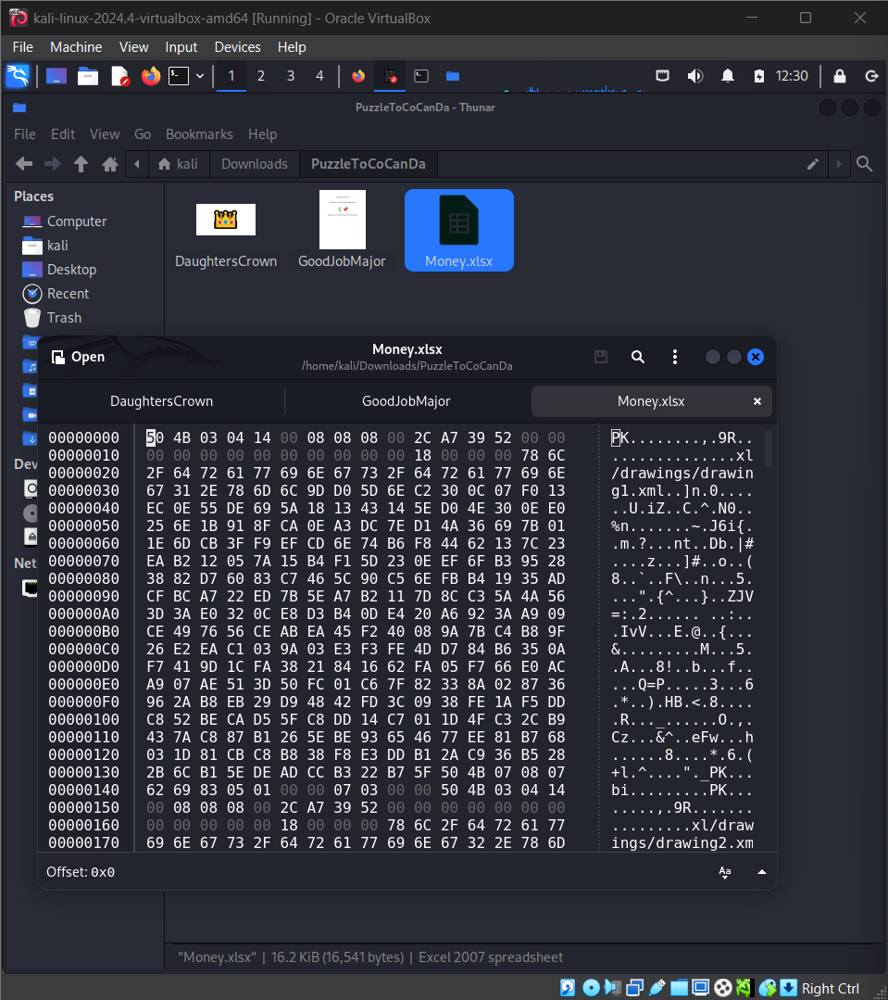 kali-linux-2024.4-virtualbox-amd64 [Running] - Oracle VirtualBox
File Machine View Input Devices Help
1 2 3 4 12:30
PuzzleToCoCanDa - Thunar
File Edit View Go Bookmarks Help
kali Downloads PuzzleToCoCanDa
Places
Computer
kali
Desktop
Recent
Trash
Dev
Net
DaughtersCrown GoodJobMajor Money.xlsx
Open Money.xlsx
/home/kali/Downloads/PuzzleToCoCanDa
DaughtersCrown GoodJobMajor Money.xlsx ×
00000000 50 4B 03 04 14 00 08 08 08 00 2C A7 39 52 00 00 PK........,.9R..
00000010 00 00 00 00 00 00 00 00 00 00 18 00 00 00 78 6C ..............xl
00000020 2F 64 72 61 77 69 6E 67 73 2F 64 72 61 77 69 6E /drawings/drawin
00000030 67 31 2E 78 6D 6C 9D D0 5D 6E C2 30 0C 07 F0 13 g1.xml..]n.0....
00000040 EC 0E 55 DE 69 5A 18 13 43 14 5E D0 4E 30 0E E0 ..U.iZ..C.^.N0..
00000050 25 6E 1B 91 8F CA 0E A3 DC 7E D1 4A 36 69 7B 01 %n.......~.J6i{.
00000060 1E 6D CB 3F F9 EF CD 6E 74 B6 F8 44 62 13 7C 23 .m.?...nt..Db.|#
00000070 EA B2 12 05 7A 15 B4 F1 5D 23 0E EF 6F B3 95 28 ....z...]#..o..(
00000080 38 82 D7 60 83 C7 46 5C 90 C5 6E FB B4 19 35 AD 8..`..F\..n...5.
00000090 CF BC A7 22 ED 7B 5E A7 B2 11 7D 8C C3 5A 4A 56 ...".{^...}..ZJV
000000A0 3D 3A E0 32 0C E8 D3 B4 0D E4 20 A6 92 3A A9 09 =:.2...... ..:..
000000B0 CE 49 76 56 CE AB EA 45 F2 40 08 9A 7B C4 B8 9F .IvV...E.@..{...
000000C0 26 E2 EA C1 03 9A 03 E3 F3 FE 4D D7 84 B6 35 0A &.........M...5.
000000D0 F7 41 9D 1C FA 38 21 84 16 62 FA 05 F7 66 E0 AC .A...8!..b...f..
000000E0 A9 07 AE 51 3D 50 FC 01 C6 7F 82 33 8A 02 87 36 ...Q=P.....3...6
000000F0 96 2A B8 EB 29 D9 48 42 FD 3C 09 38 FE 1A F5 DD .*..).HB.<.8....
00000100 C8 52 BE CA D5 5F C8 DD 14 C7 01 1D 4F C3 2C B9 .R..._......O.,.
00000110 43 7A C8 87 B1 26 5E BE 93 65 46 77 EE 81 B7 68 Cz...&^..eFw...h
00000120 03 1D 81 CB C8 B8 38 F8 E3 DD B1 2A C9 36 B5 28 ......8....*.6.(
00000130 2B 6C B1 5E DE AD CC B3 22 B7 5F 50 4B 07 08 07 +l.^...."._PK...
00000140 62 69 83 05 01 00 00 07 03 00 00 50 4B 03 04 14 bi.........PK...
00000150 00 08 08 08 00 2C A7 39 52 00 00 00 00 00 00 00 .....,.9R.......
00000160 00 00 00 00 00 18 00 00 00 78 6C 2F 64 72 61 77 .........xl/draw
00000170 69 6E 67 73 2F 64 72 61 77 69 6E 67 32 2E 78 6D ings/drawing2.xm
Offset: 0x0
"Money.xlsx" | 16.2 KiB (16,541 bytes) | Excel 2007 spreadsheet
Right Ctrl